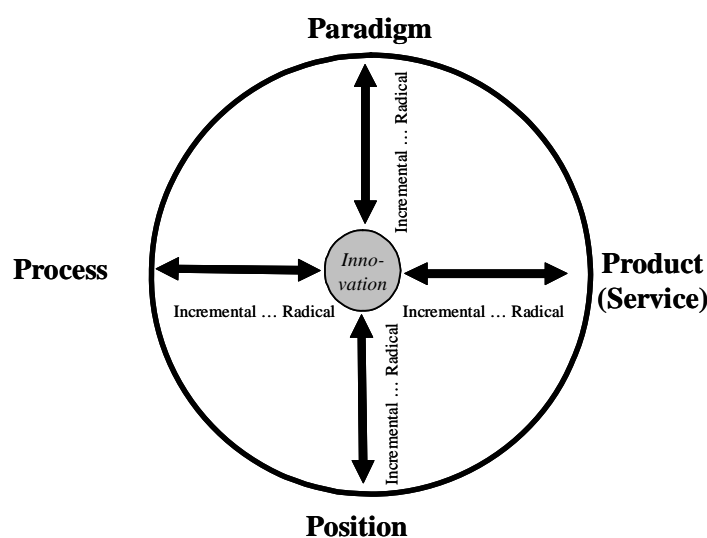 Paradigm
Incremental … Radical
Process
Inno-
vation
Product
(Service)
Incremental … Radical
Incremental … Radical
Incremental … Radical
Position